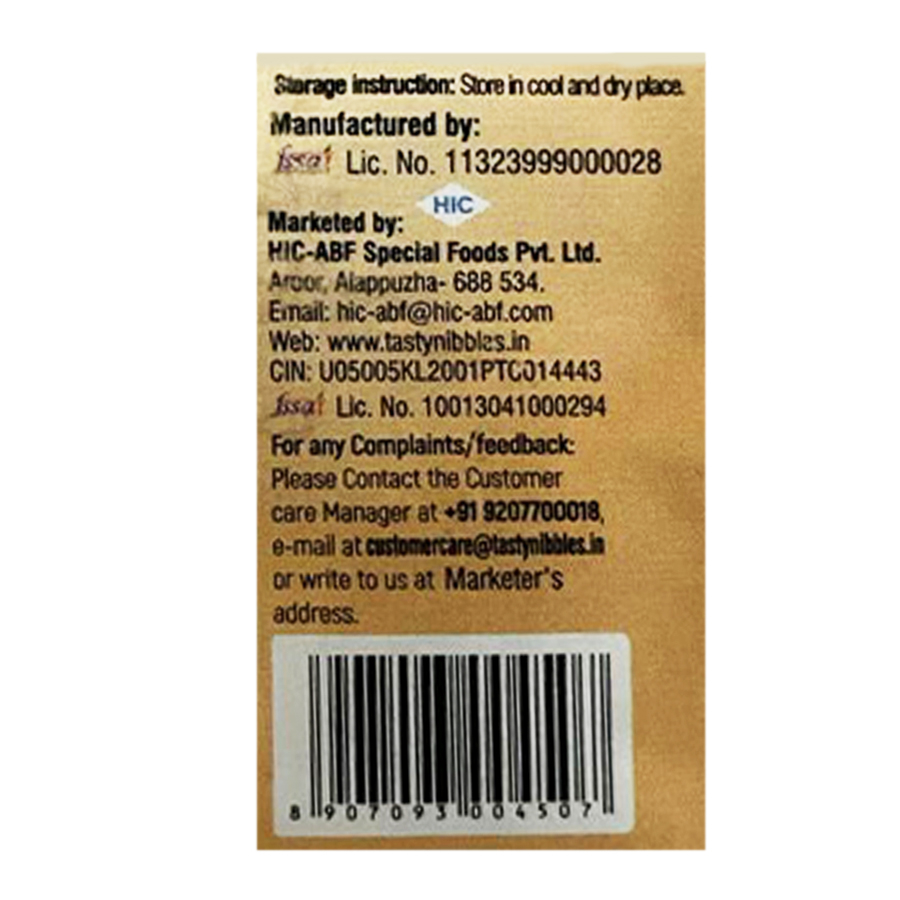 Storage instruction: Store in cool and dry place.
Manufactured by:
fssai Lic. No. 11323999000028
HIC
Marketed by:
HIC-ABF Special Foods Pvt. Ltd.
Aroor, Alappuzha- 688 534.
Email: hic-abf@hic-abf.com
Web: www.tastynibbles.in
CIN: U05005KL2001PTC014443
fssai Lic. No. 10013041000294
For any Complaints/feedback:
Please Contact the Customer
care Manager at +91 9207700018,
e-mail at customercare@tastynibbles.in
or write to us at Marketer's
address.
8 907093 004507